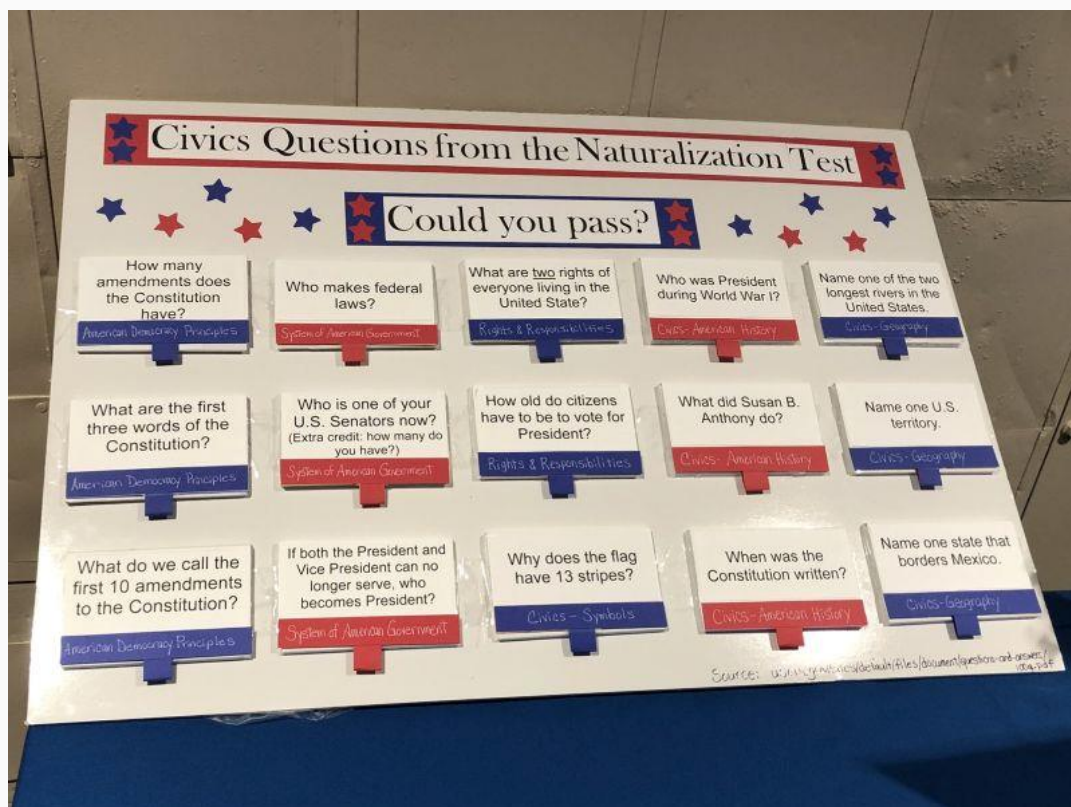 Civics Questions from the Naturalization Test
Could you pass?
How many
amendments does
the Constitution
have?
American Democracy Principles
Who makes federal
laws?
System of American Government
What are two rights of
everyone living in the
United State?
Rights & Responsibilities
Who was President
during World War I?
Civics- American History
Name one of the two
longest rivers in the
United States.
Civics- Geography
What are the first
three words of the
Constitution?
American Democracy Principles
Who is one of your
U.S. Senators now?
(Extra credit: how many do
you have?)
System of American Government
How old do citizens
have to be to vote for
President?
Rights & Responsibilities
What did Susan B.
Anthony do?
Civics- American History
Name one U.S.
territory.
Civics- Geography
What do we call the
first 10 amendments
to the Constitution?
American Democracy Principles
If both the President and
Vice President can no
longer serve, who
becomes President?
System of American Government
Why does the flag
have 13 stripes?
Civics - Symbols
When was the
Constitution written?
Civics- American History
Name one state that
borders Mexico.
Civics- Geography
Source: /default/files/document/questions-and-answers/
100q.pdf